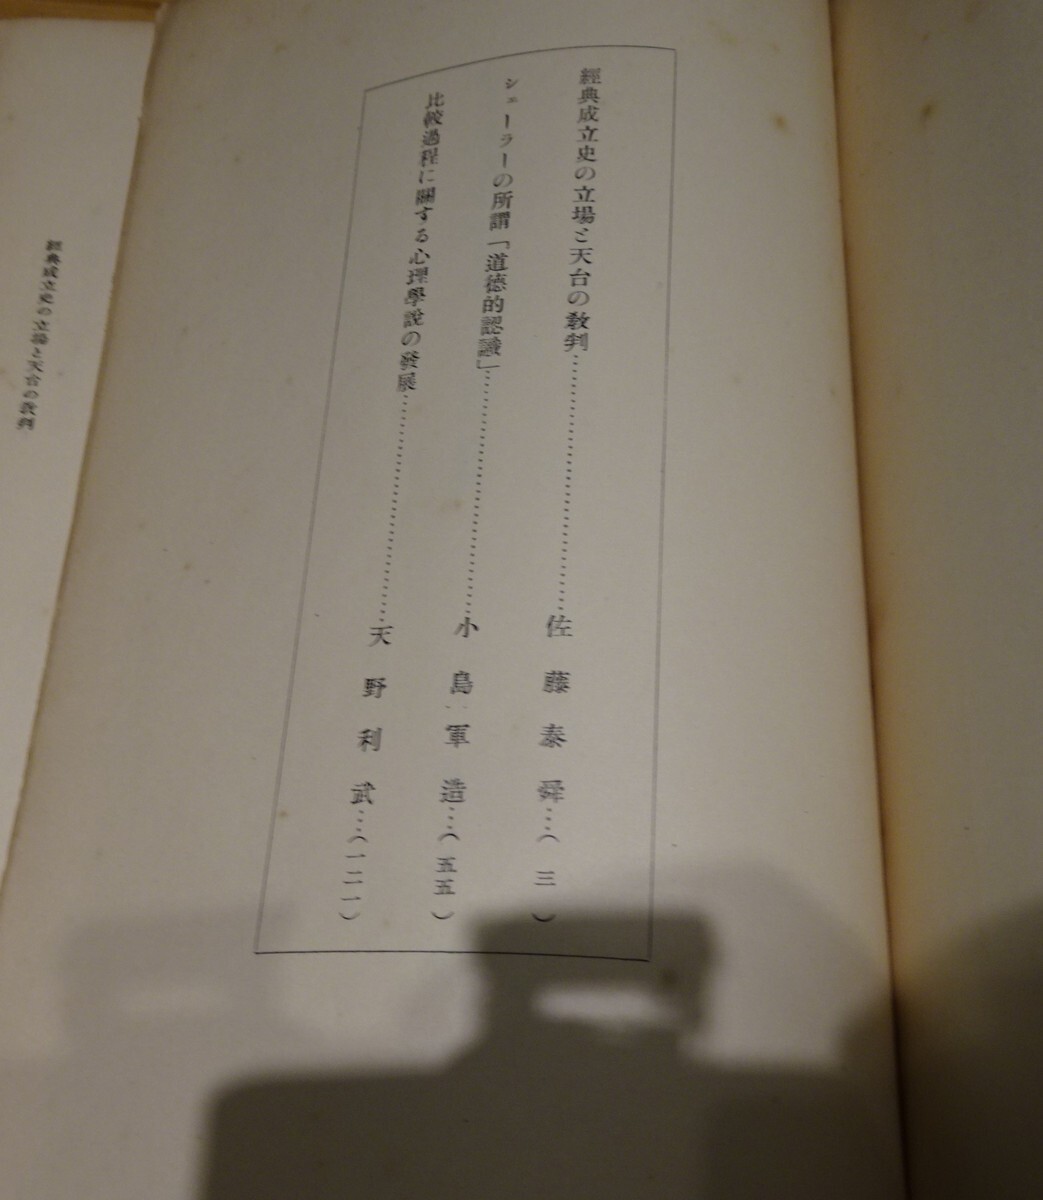 經典成立史の立場と天台の敎判……………………佐藤泰舜…(三)
シェーラーの所謂「道德的認識」……………………小島軍造…(五五)
比較過程に關する心理學說の發展……………………天野利武…(一二一)
經典成立史の立場と天台の敎判